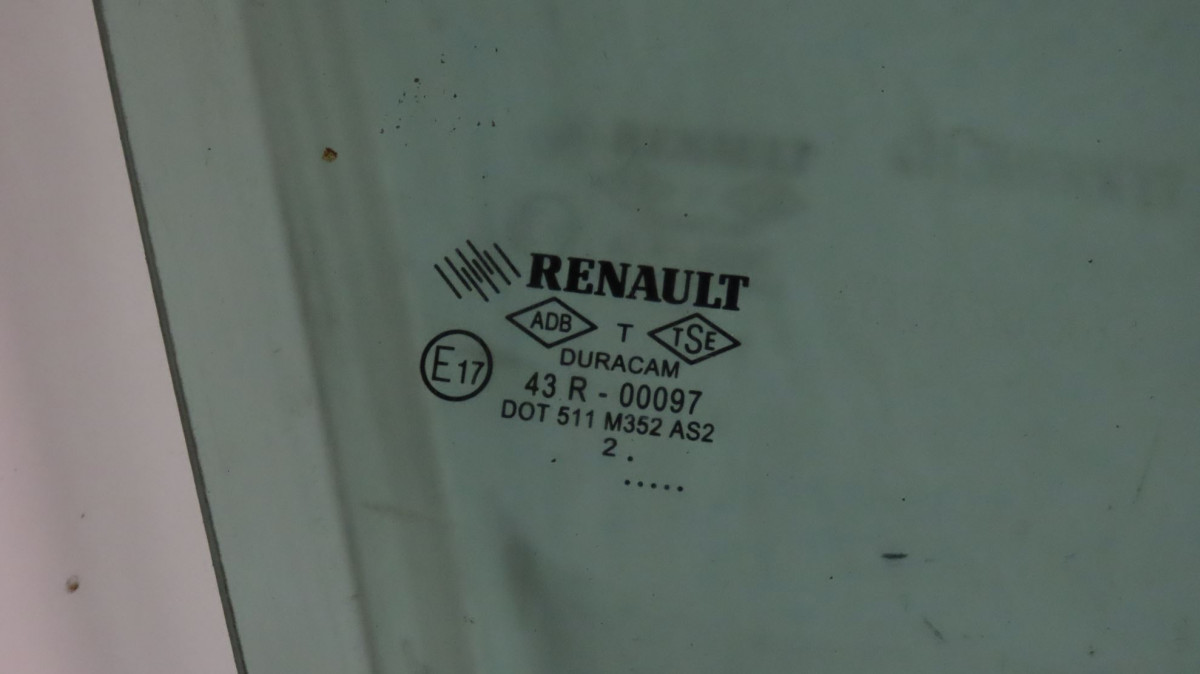 RENAULT
ADB T TSE
DURACAM
E17
43 R - 00097
DOT 511 M352 AS2
2 .
.....